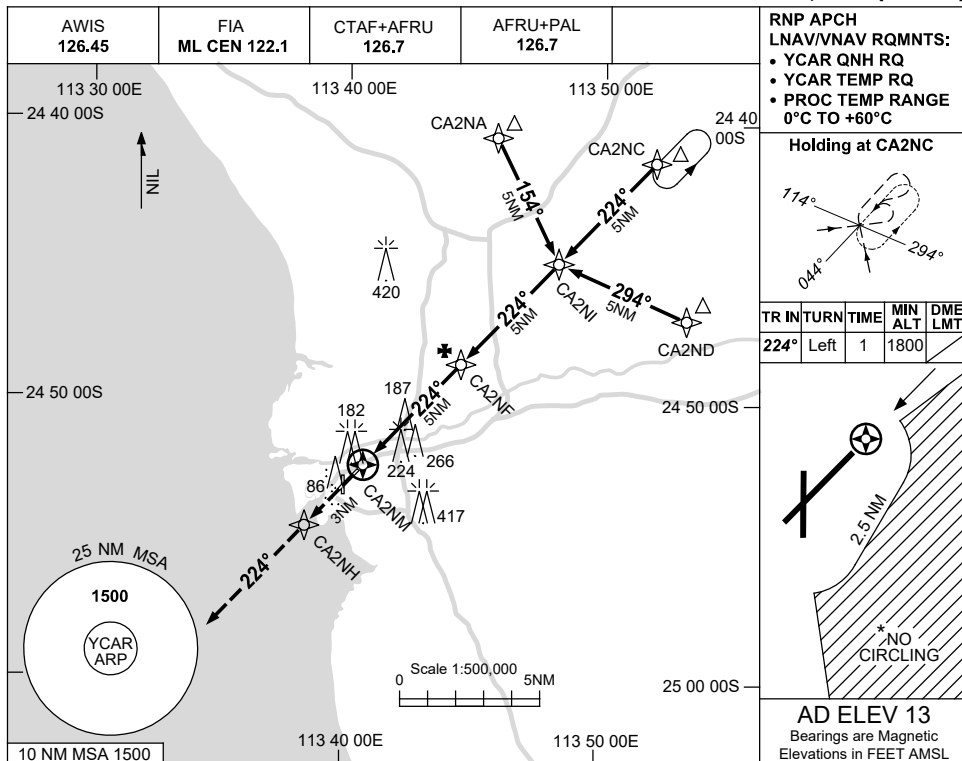 AWIS
126.45
FIA
ML CEN 122.1
CTAF+AFRU
126.7
AFRU+PAL
126.7
RNP APCH
LNAV/VNAV RQMNTS:
• YCAR QNH RQ
• YCAR TEMP RQ
• PROC TEMP RANGE
0°C TO +60°C
113 30 00E
113 40 00E
113 50 00E
24 40 00S
24 40
00S
NIL
CA2NA
CA2NC
154°
5NM
224°
5NM
CA2NI
294°
5NM
CA2ND
420
224°
5NM
CA2NF
Holding at CA2NC
114°
294°
044°
TR IN
TURN
TIME
MIN
ALT
DME
LMT
224°
Left
1
1800
24 50 00S
24 50 00S
187
224°
5NM
182
266
224
86
417
CA2NM
3NM
CA2NH
224°
25 NM MSA
1500
YCAR
ARP
Scale 1:500,000
0
5NM
25 00 00S
113 40 00E
113 50 00E
10 NM MSA 1500
2.5 NM
*NO
CIRCLING
AD ELEV 13
Bearings are Magnetic
Elevations in FEET AMSL